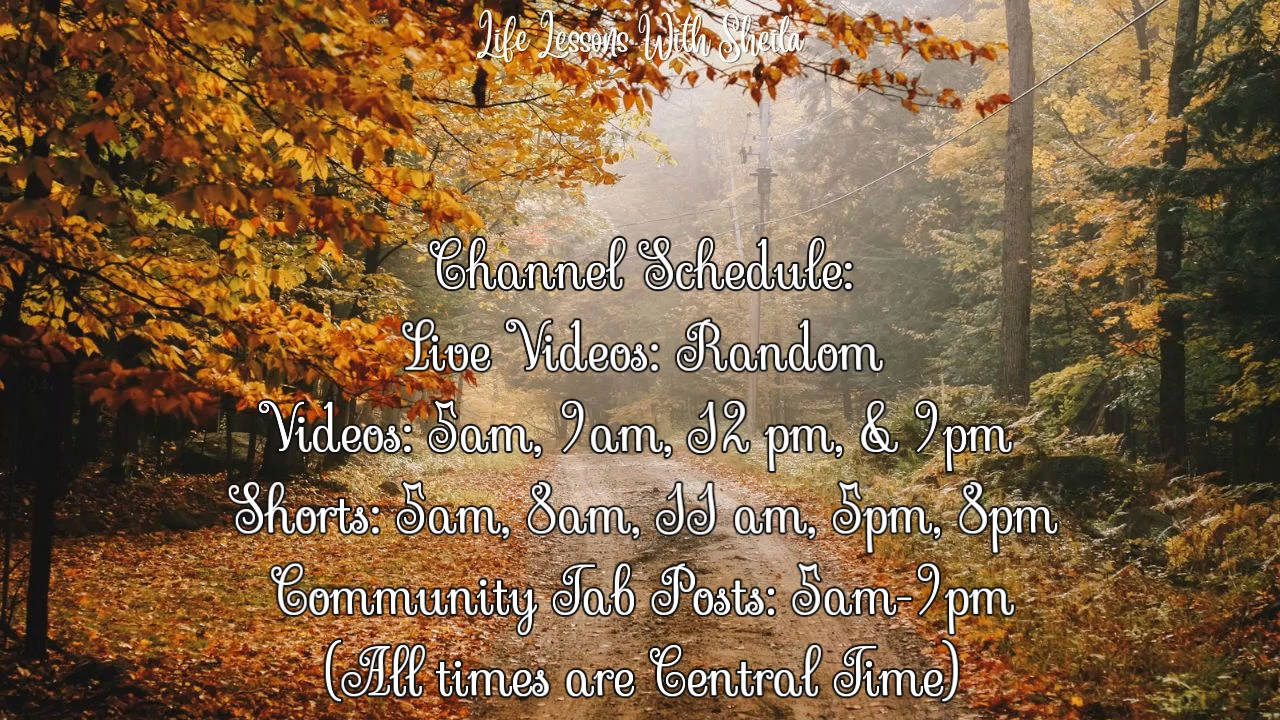 Life Lessons With Sheila
Channel Schedule:
Live Videos: Random
Videos: 5am, 9am, 12 pm, & 9pm
Shorts: 5am, 8am, 11 am, 5pm, 8pm
Community Tab Posts: 5am-9pm
(All times are Central Time)